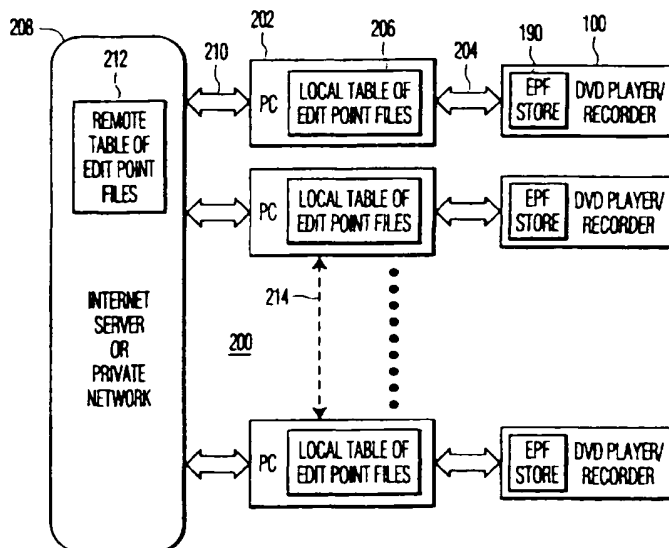 208
212
REMOTE
TABLE OF
EDIT POINT
FILES
INTERNET
SERVER
OR
PRIVATE
NETWORK
210
202
206
204
190
100
PC
LOCAL TABLE OF
EDIT POINT FILES
EPF
STORE
DVD PLAYER/
RECORDER
PC
LOCAL TABLE OF
EDIT POINT FILES
EPF
STORE
DVD PLAYER/
RECORDER
214
200
PC
LOCAL TABLE OF
EDIT POINT FILES
EPF
STORE
DVD PLAYER/
RECORDER